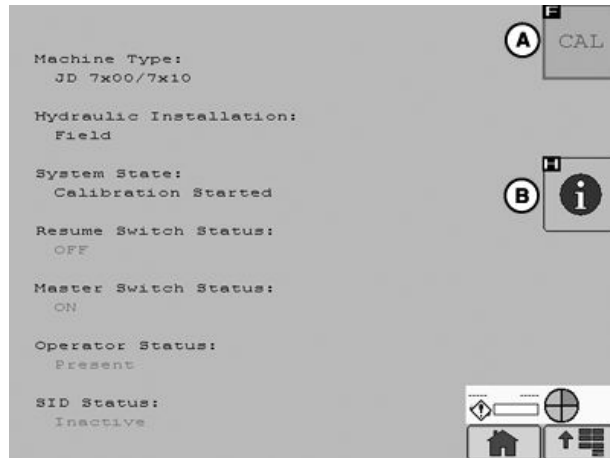 F
A
CAL
Machine Type:
JD 7x00/7x10
Hydraulic Installation:
Field
System State:
Calibration Started
H
B
i
Resume Switch Status:
OFF
Master Switch Status:
ON
Operator Status:
Present
SID Status:
Inactive